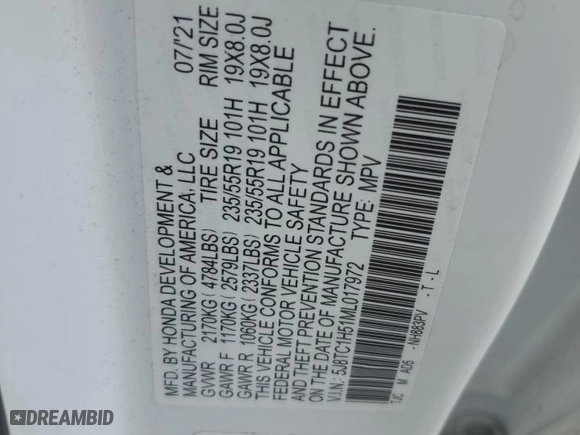 MFD. BY HONDA DEVELOPMENT &
MANUFACTURING OF AMERICA, LLC 07/'21
GVWR 2170KG(4784LBS) TIRE SIZE RIM SIZE
GAWR F 1170KG(2579LBS) 235/55R19 101H 19X8.0J
GAWR R 1060KG(2337LBS) 235/55R19 101H 19X8.0J
THIS VEHICLE CONFORMS TO ALL APPLICABLE
FEDERAL MOTOR VEHICLE SAFETY
AND THEFT PREVENTION STANDARDS IN EFFECT
ON THE DATE OF MANUFACTURE SHOWN ABOVE.
V.I.N.: 5J8TC1H51ML017972 TYPE: MPV
TJC M AD6 -NH883PV -T-L
DREAMBID